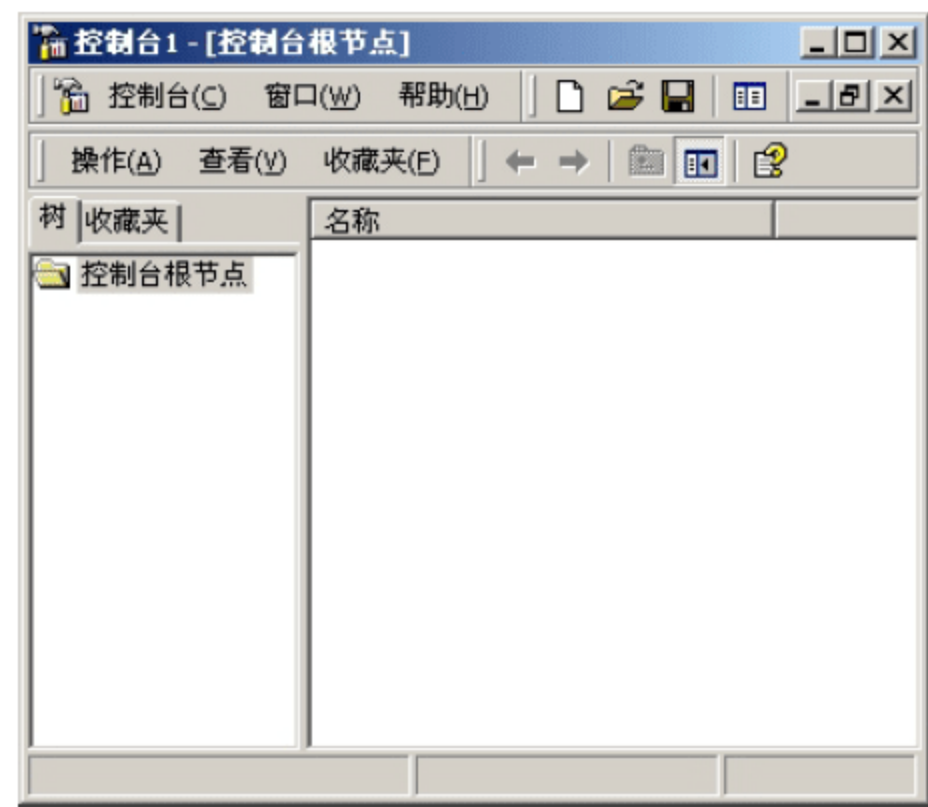 控制台1 - [控制台根节点]
控制台(C) 窗口(W) 帮助(H)
操作(A) 查看(V) 收藏夹(F)
树 收藏夹 名称
控制台根节点